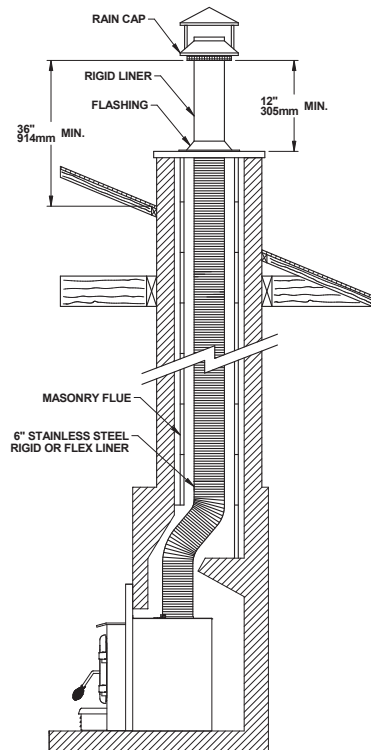 RAIN CAP
RIGID LINER
FLASHING
36"
914mm MIN.
12"
305mm MIN.
MASONRY FLUE
6" STAINLESS STEEL
RIGID OR FLEX LINER